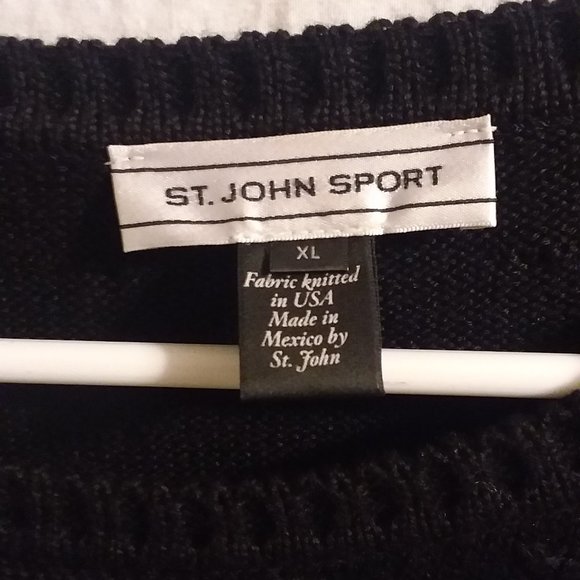 ST. JOHN SPORT
XL
Fabric knitted
in USA
Made in
Mexico by
St. John